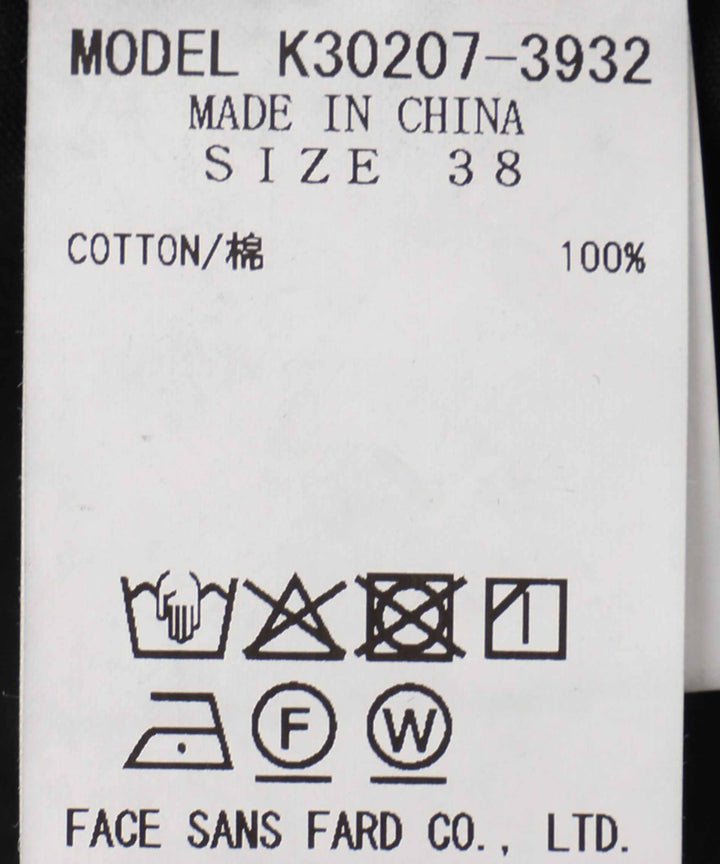 MODEL K30207-3932
MADE IN CHINA
SIZE 38
COTTON/棉 100%
F W
FACE SANS FARD CO., LTD.